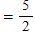 = 5/2